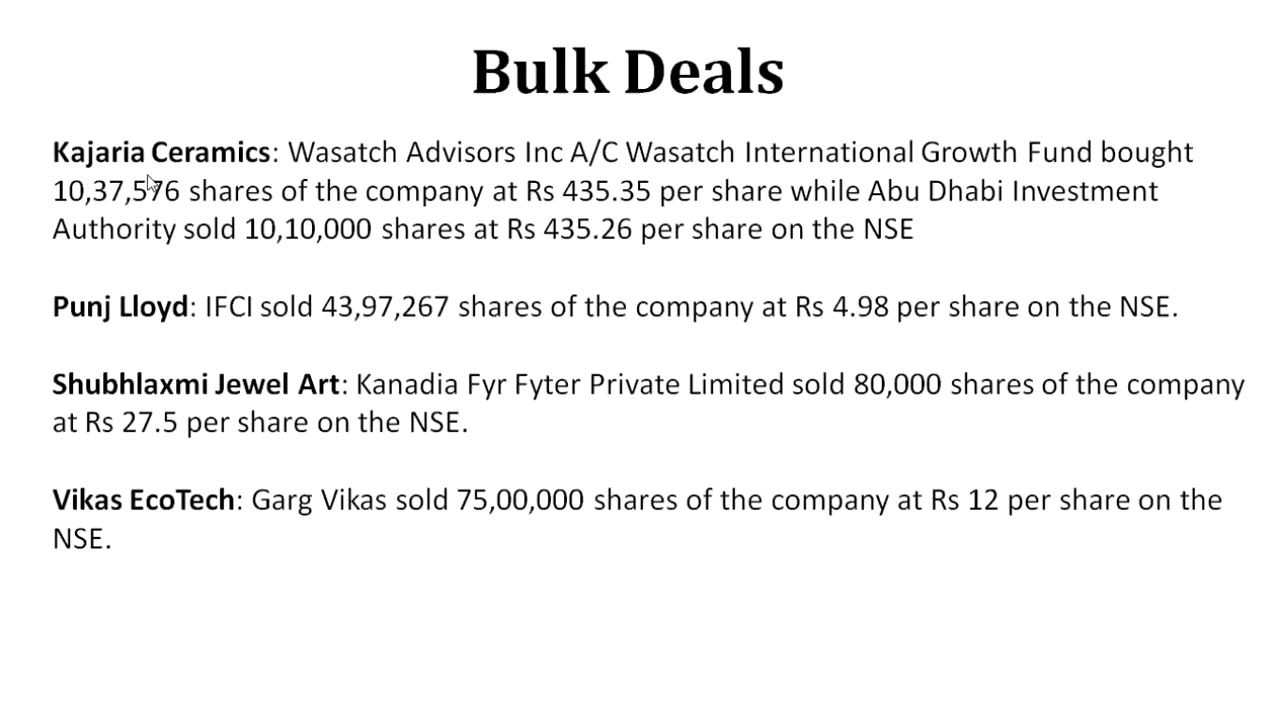 Bulk Deals
Kajaria Ceramics: Wasatch Advisors Inc A/C Wasatch International Growth Fund bought
10,37,576 shares of the company at Rs 435.35 per share while Abu Dhabi Investment
Authority sold 10,10,000 shares at Rs 435.26 per share on the NSE
Punj Lloyd: IFCI sold 43,97,267 shares of the company at Rs 4.98 per share on the NSE.
Shubhlaxmi Jewel Art: Kanadia Fyr Fyter Private Limited sold 80,000 shares of the company
at Rs 27.5 per share on the NSE.
Vikas EcoTech: Garg Vikas sold 75,00,000 shares of the company at Rs 12 per share on the
NSE.